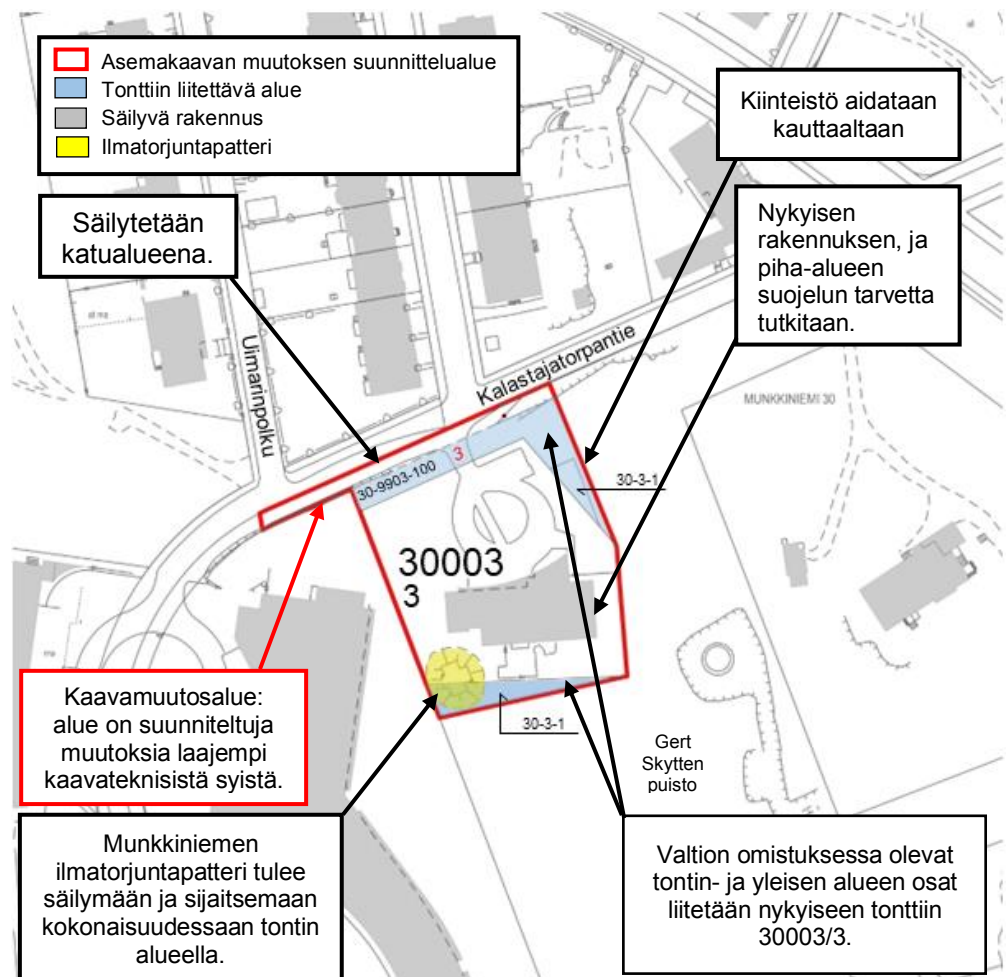 Asemakaavan muutoksen suunnittelualue
Tonttiin liitettävä alue
Säilyvä rakennus
Ilmatorjuntapatteri
Kiinteistö aidataan
kauttaaltaan
Säilytetään
katualueena.
Nykyisen
rakennuksen, ja
piha-alueen
suojelun tarvetta
tutkitaan.
Uimarinpolku
Kalastajatorpantie
MUNKKINIEMI 30
3
30-9903-100
30-3-1
30003
3
Kaavamuutosalue:
alue on suunniteltuja
muutoksia laajempi
kaavateknisistä syistä.
30-3-1
Gert
Skytten
puisto
Munkkiniemen
ilmatorjuntapatteri tulee
säilymään ja sijaitsemaan
kokonaisuudessaan tontin
alueella.
Valtion omistuksessa olevat
tontin- ja yleisen alueen osat
liitetään nykyiseen tonttiin
30003/3.